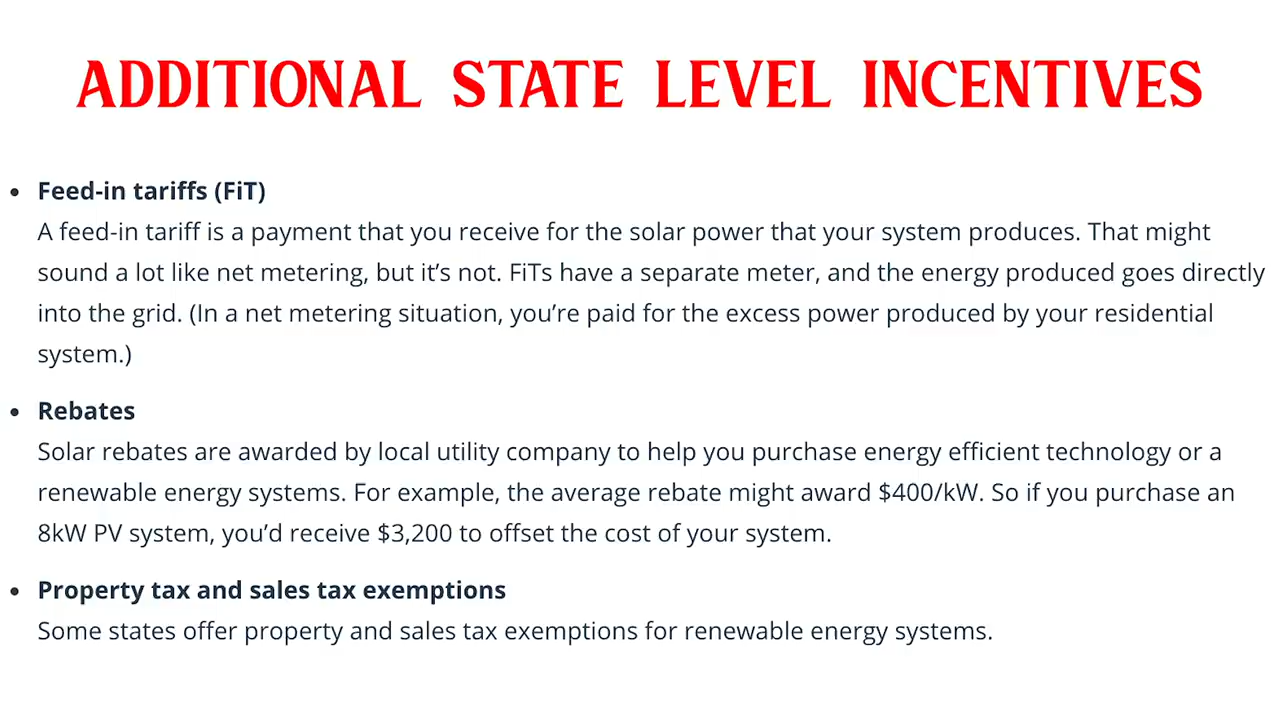 ADDITIONAL STATE LEVEL INCENTIVES
• Feed-in tariffs (FiT)
A feed-in tariff is a payment that you receive for the solar power that your system produces. That might
sound a lot like net metering, but it’s not. FiTs have a separate meter, and the energy produced goes directly
into the grid. (In a net metering situation, you’re paid for the excess power produced by your residential
system.)
• Rebates
Solar rebates are awarded by local utility company to help you purchase energy efficient technology or a
renewable energy systems. For example, the average rebate might award $400/kW. So if you purchase an
8kW PV system, you’d receive $3,200 to offset the cost of your system.
• Property tax and sales tax exemptions
Some states offer property and sales tax exemptions for renewable energy systems.